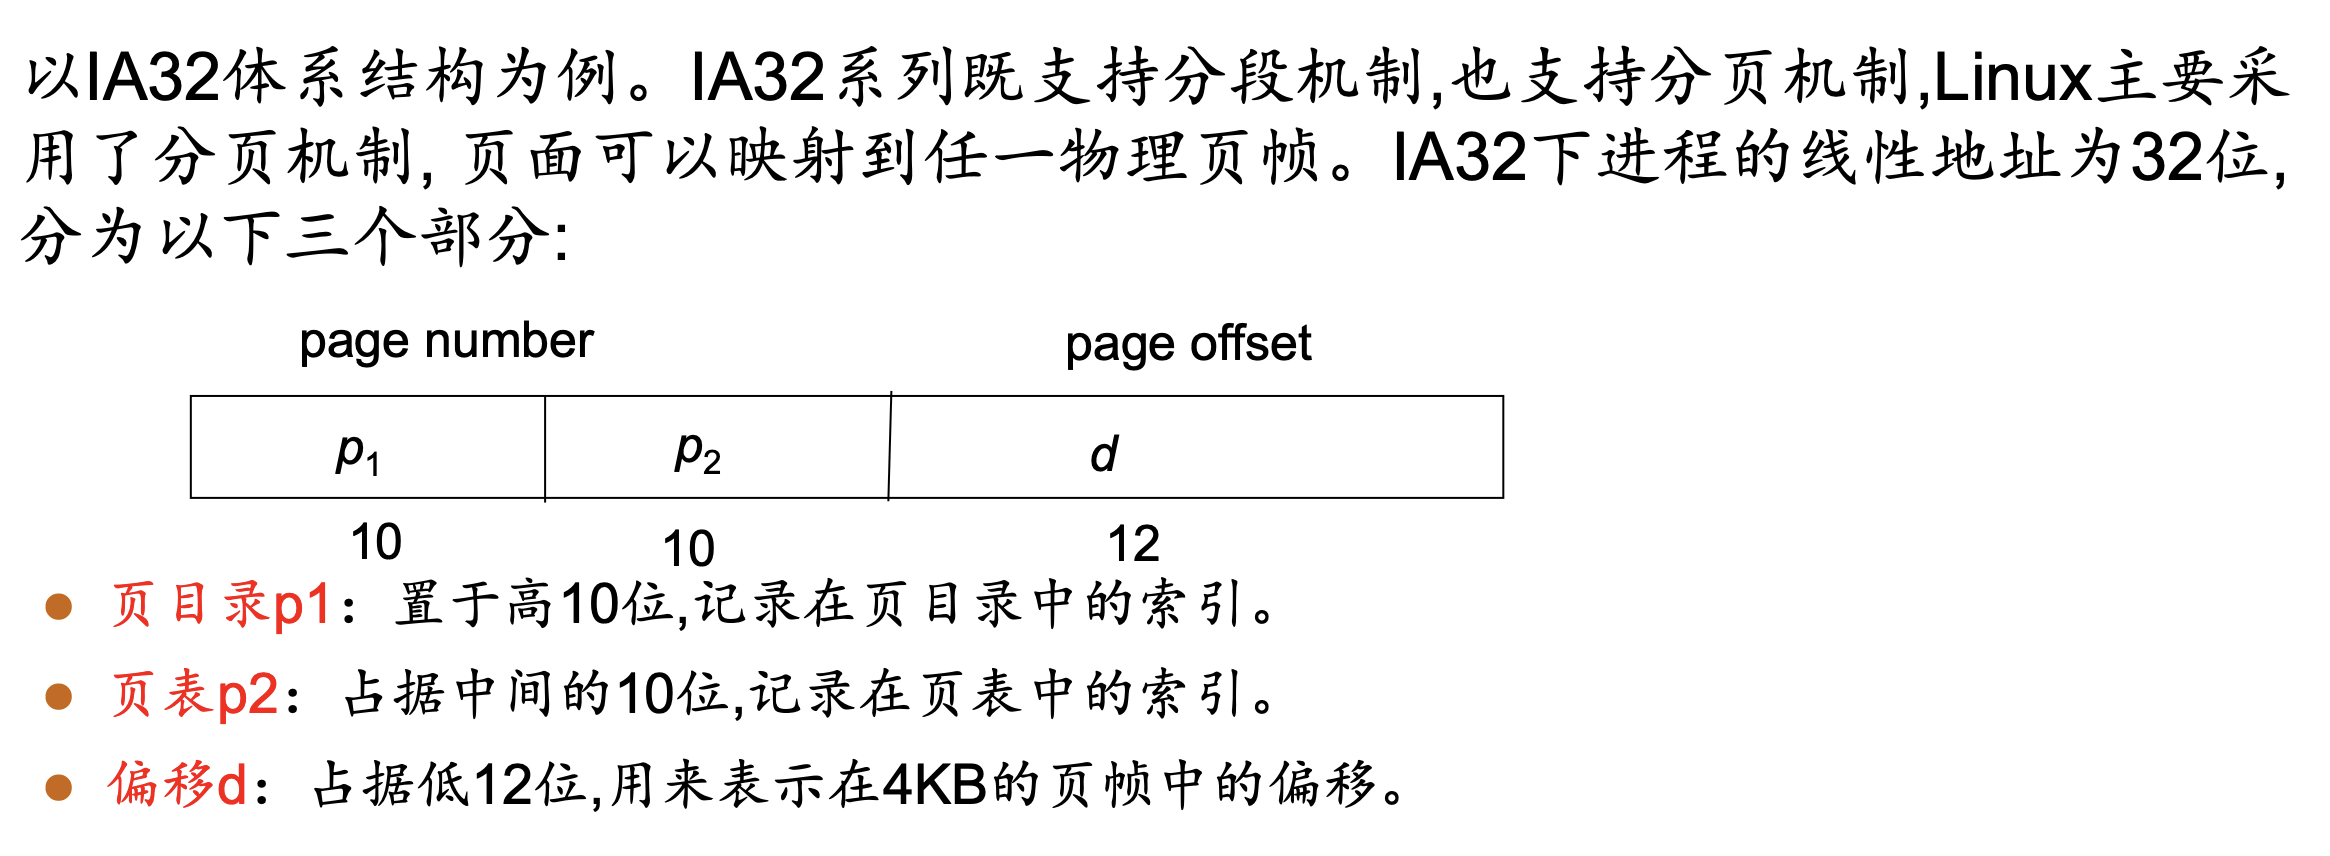 以IA32体系结构为例。IA32系列既支持分段机制,也支持分页机制,Linux主要采
用了分页机制, 页面可以映射到任一物理页帧。IA32下进程的线性地址为32位,
分为以下三个部分:
page number page offset
p1 p2 d
10 10 12
页目录p1：置于高10位,记录在页目录中的索引。
页表p2：占据中间的10位,记录在页表中的索引。
偏移d：占据低12位,用来表示在4KB的页帧中的偏移。